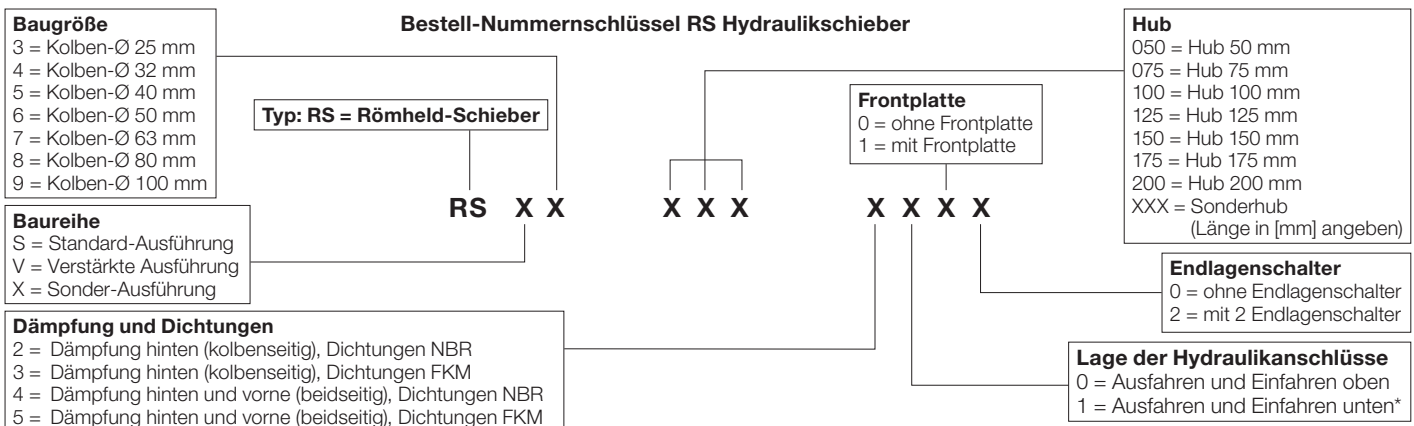 Bestell-Nummernschlüssel RS Hydraulikschieber
Baugröße
3 = Kolben-Ø 25 mm
4 = Kolben-Ø 32 mm
5 = Kolben-Ø 40 mm
6 = Kolben-Ø 50 mm
7 = Kolben-Ø 63 mm
8 = Kolben-Ø 80 mm
9 = Kolben-Ø 100 mm
Typ: RS = Römheld-Schieber
Frontplatte
0 = ohne Frontplatte
1 = mit Frontplatte
Hub
050 = Hub 50 mm
075 = Hub 75 mm
100 = Hub 100 mm
125 = Hub 125 mm
150 = Hub 150 mm
175 = Hub 175 mm
200 = Hub 200 mm
XXX = Sonderhub
(Länge in [mm] angeben)
RS X X X X X X X X X
Baureihe
S = Standard-Ausführung
V = Verstärkte Ausführung
X = Sonder-Ausführung
Endlagenschalter
0 = ohne Endlagenschalter
2 = mit 2 Endlagenschalter
Dämpfung und Dichtungen
2 = Dämpfung hinten (kolbenseitig), Dichtungen NBR
3 = Dämpfung hinten (kolbenseitig), Dichtungen FKM
4 = Dämpfung hinten und vorne (beidseitig), Dichtungen NBR
5 = Dämpfung hinten und vorne (beidseitig), Dichtungen FKM
Lage der Hydraulikanschlüsse
0 = Ausfahren und Einfahren oben
1 = Ausfahren und Einfahren unten*